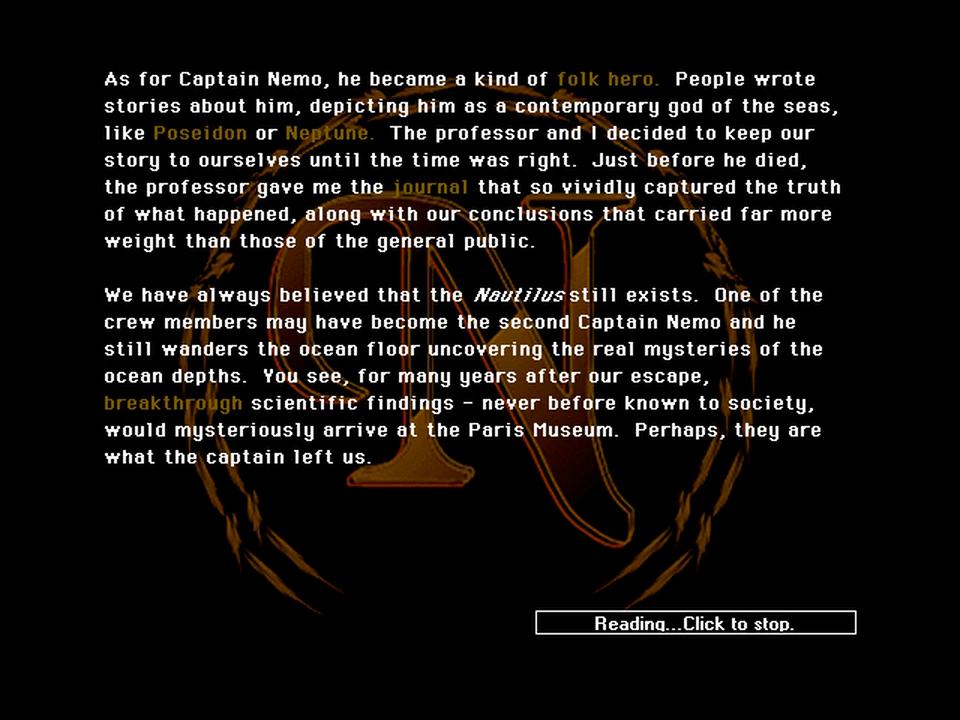 As for Captain Nemo, he became a kind of folk hero. People wrote
stories about him, depicting him as a contemporary god of the seas,
like Poseidon or Neptune. The professor and I decided to keep our
story to ourselves until the time was right. Just before he died,
the professor gave me the journal that so vividly captured the truth
of what happened, along with our conclusions that carried far more
weight than those of the general public.
We have always believed that the Nautilus still exists. One of the
crew members may have become the second Captain Nemo and he
still wanders the ocean floor uncovering the real mysteries of the
ocean depths. You see, for many years after our escape,
breakthrough scientific findings - never before known to society,
would mysteriously arrive at the Paris Museum. Perhaps, they are
what the captain left us.
N
Reading...Click to stop.